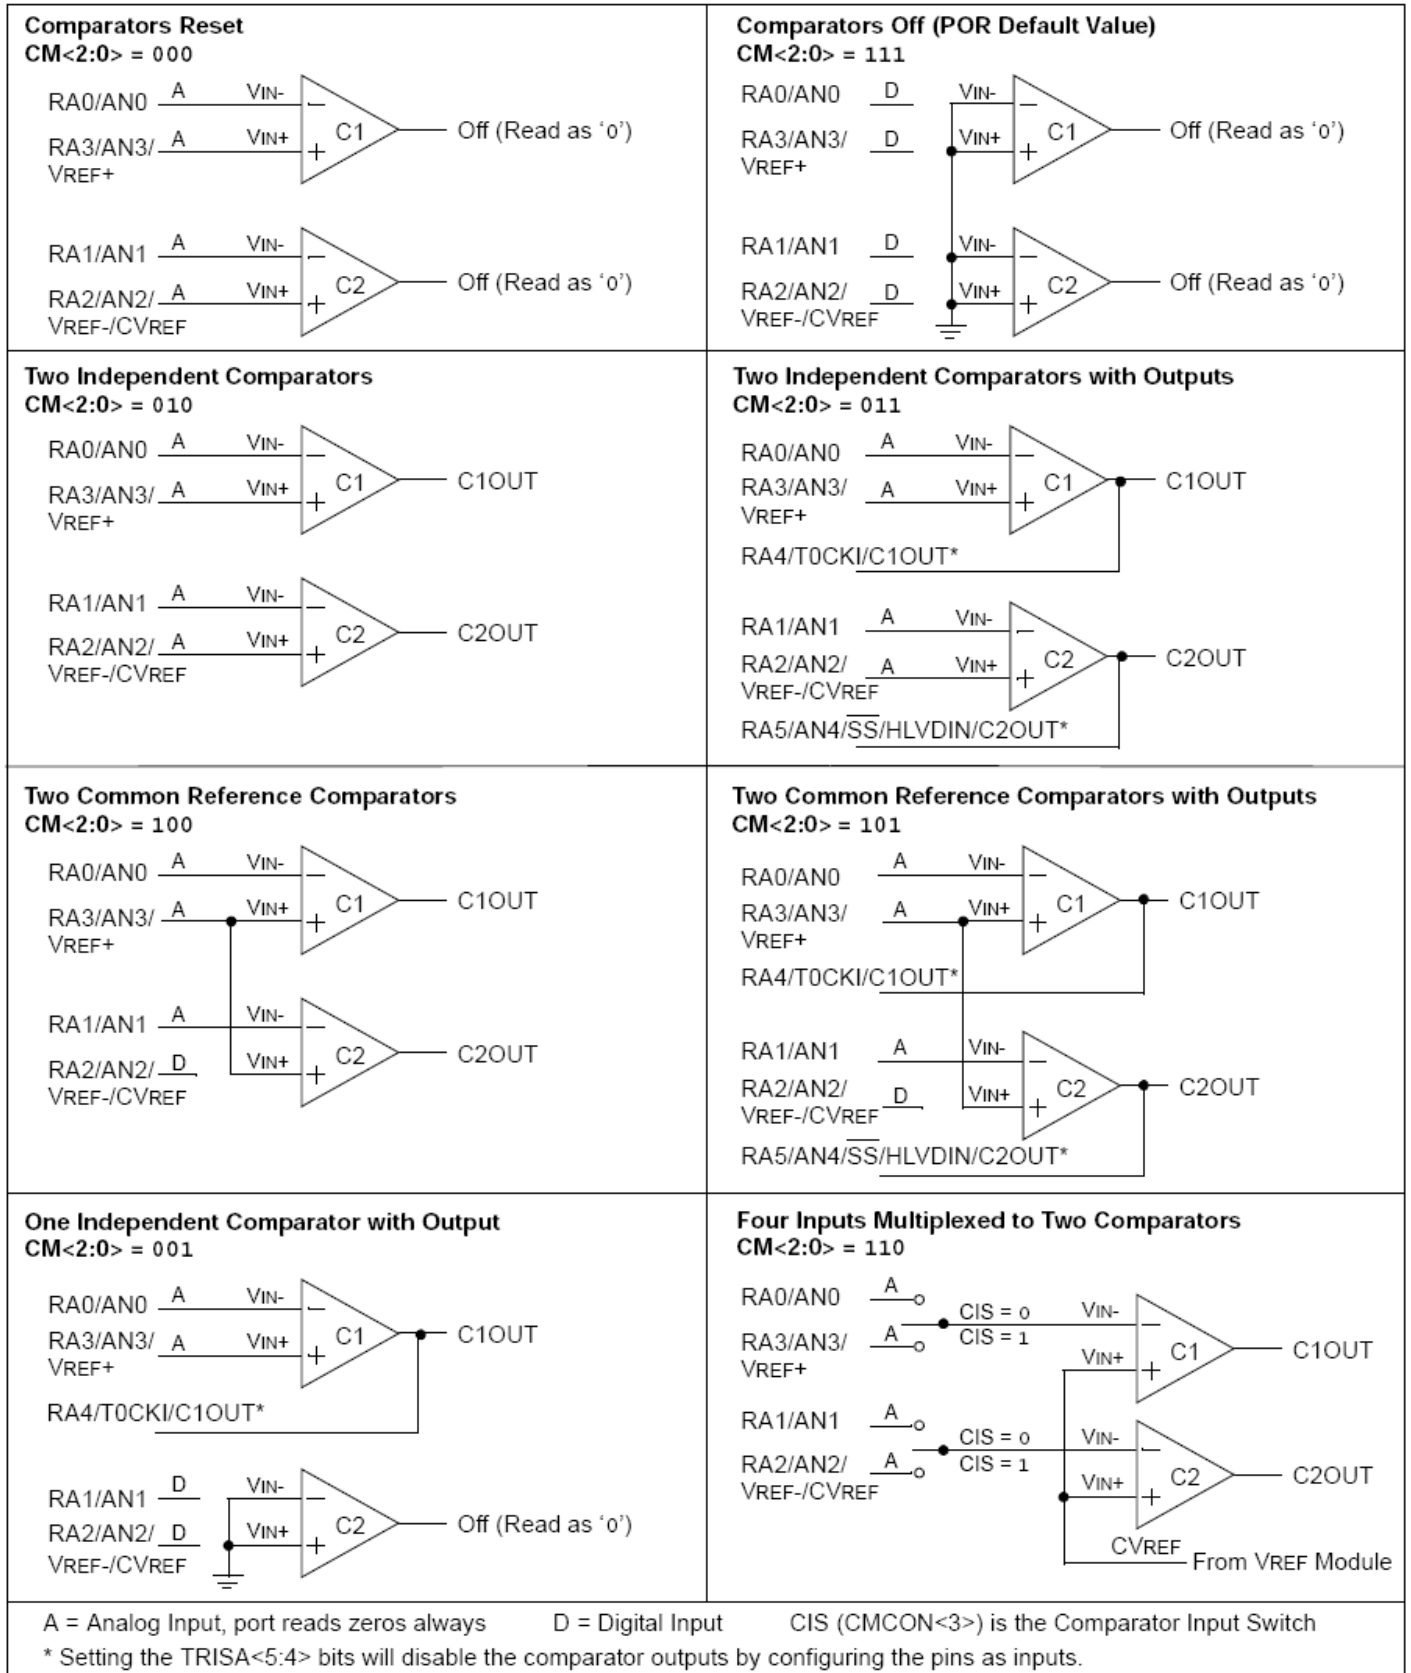 Comparators Reset
CM<2:0> = 000
RA0/AN0 A VIN-
C1 Off (Read as ‘0’)
RA3/AN3/ A VIN+
VREF+
RA1/AN1 A VIN-
C2 Off (Read as ‘0’)
RA2/AN2/ A VIN+
VREF-/CVREF
Comparators Off (POR Default Value)
CM<2:0> = 111
RA0/AN0 D VIN-
C1 Off (Read as ‘0’)
RA3/AN3/ D VIN+
VREF+
RA1/AN1 D VIN-
C2 Off (Read as ‘0’)
RA2/AN2/ D VIN+
VREF-/CVREF
Two Independent Comparators
CM<2:0> = 010
RA0/AN0 A VIN-
C1 C1OUT
RA3/AN3/ A VIN+
VREF+
RA1/AN1 A VIN-
C2 C2OUT
RA2/AN2/ A VIN+
VREF-/CVREF
Two Independent Comparators with Outputs
CM<2:0> = 011
RA0/AN0 A VIN-
C1 C1OUT
RA3/AN3/ A VIN+
VREF+
RA4/T0CKI/C1OUT*
RA1/AN1 A VIN-
C2 C2OUT
RA2/AN2/ A VIN+
VREF-/CVREF
RA5/AN4/SS/HLVDIN/C2OUT*
Two Common Reference Comparators
CM<2:0> = 100
RA0/AN0 A VIN-
C1 C1OUT
RA3/AN3/ A VIN+
VREF+
RA1/AN1 A VIN-
C2 C2OUT
RA2/AN2/ D VIN+
VREF-/CVREF
Two Common Reference Comparators with Outputs
CM<2:0> = 101
RA0/AN0 A VIN-
C1 C1OUT
RA3/AN3/ A VIN+
VREF+
RA4/T0CKI/C1OUT*
RA1/AN1 A VIN-
C2 C2OUT
RA2/AN2/ D VIN+
VREF-/CVREF
RA5/AN4/SS/HLVDIN/C2OUT*
One Independent Comparator with Output
CM<2:0> = 001
RA0/AN0 A VIN-
C1 C1OUT
RA3/AN3/ A VIN+
VREF+
RA4/T0CKI/C1OUT*
RA1/AN1 D VIN-
C2 Off (Read as ‘0’)
RA2/AN2/ D VIN+
VREF-/CVREF
Four Inputs Multiplexed to Two Comparators
CM<2:0> = 110
RA0/AN0 A
CIS = 0 VIN-
RA3/AN3/ A CIS = 1
VREF+
VIN+ C1 C1OUT
RA1/AN1 A
CIS = 0 VIN-
RA2/AN2/ A CIS = 1
VREF-/CVREF
VIN+ C2 C2OUT
CVREF
From VREF Module
A = Analog Input, port reads zeros always D = Digital Input CIS (CMCON<3>) is the Comparator Input Switch
* Setting the TRISA<5:4> bits will disable the comparator outputs by configuring the pins as inputs.